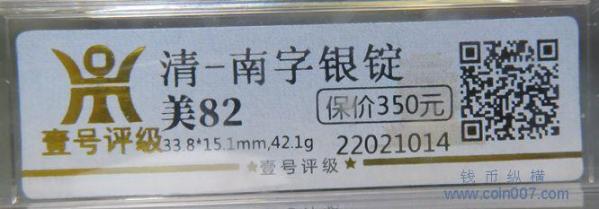 清-南字银锭
美82
保价350元
壹号评级
33.8*15.1mm,42.1g
22021014
★壹号评级★
钱币纵横
www.coin007.com